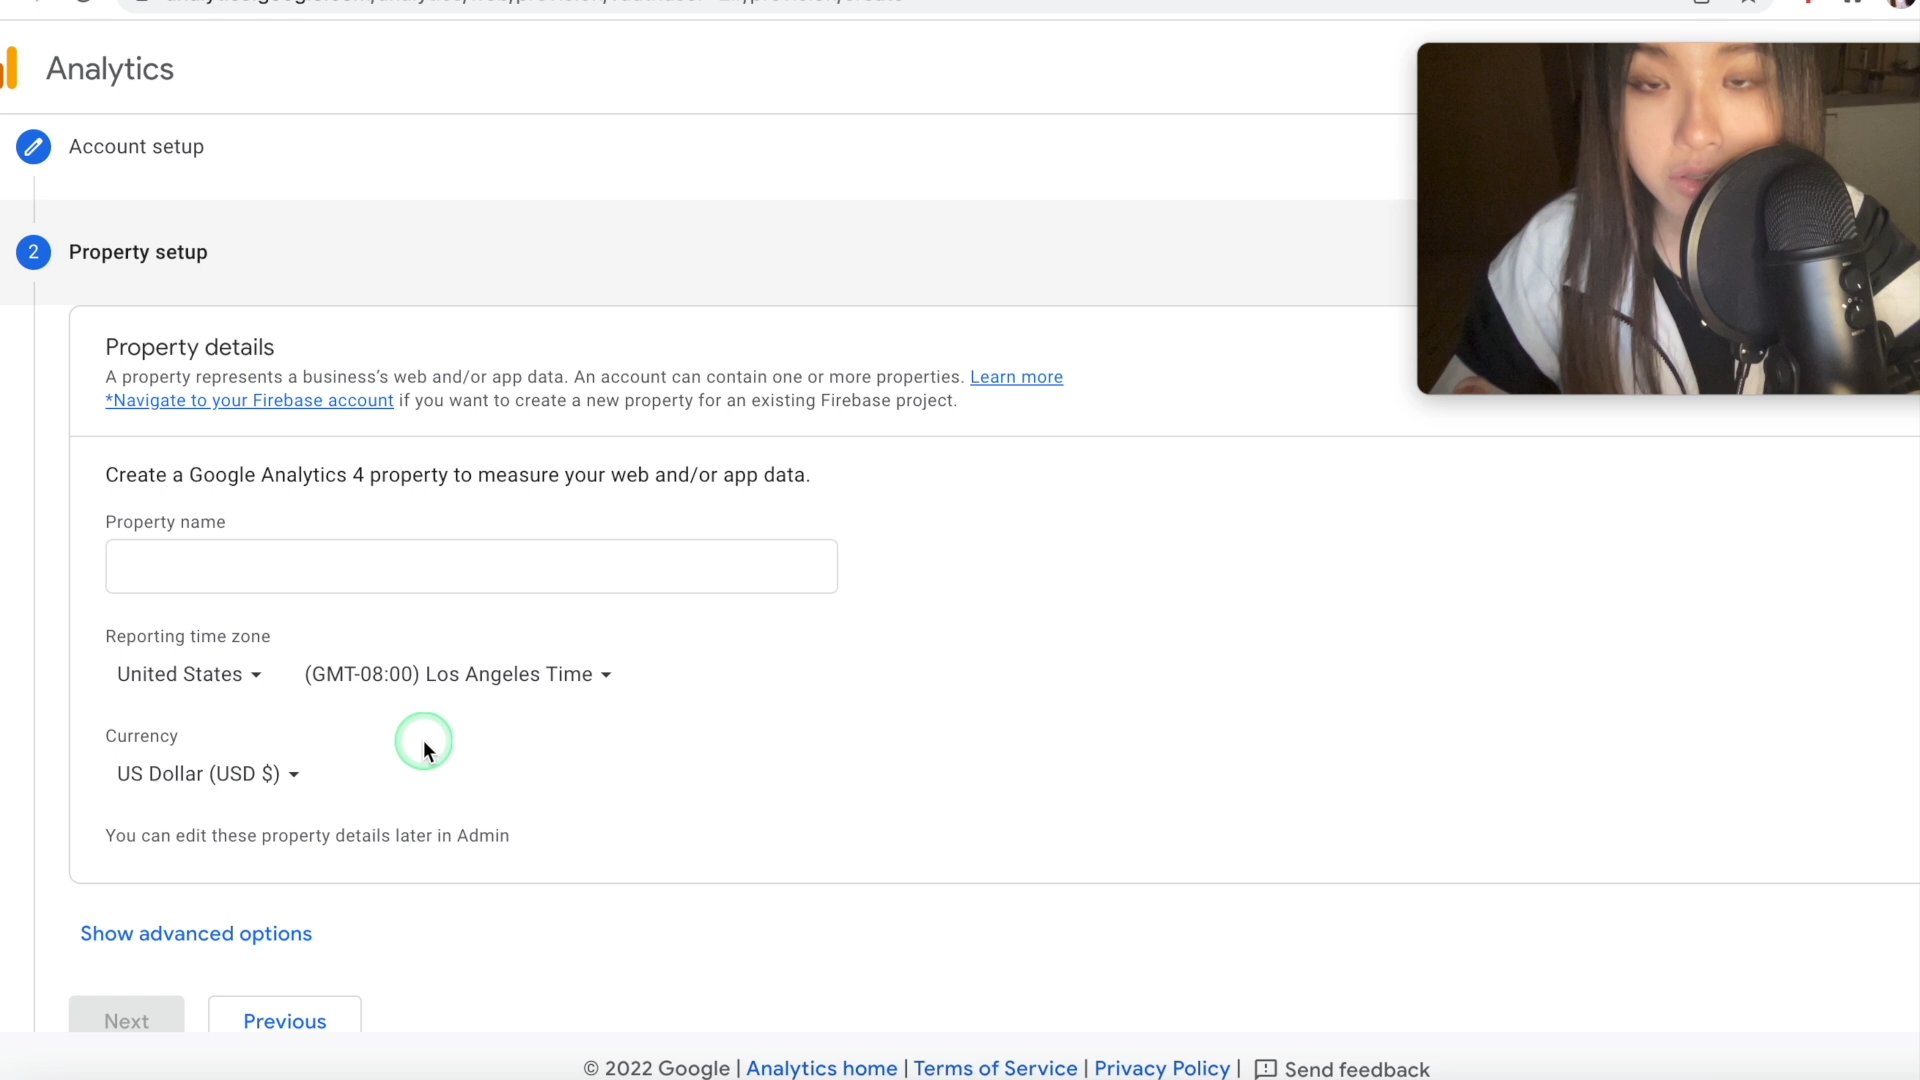 Analytics
Account setup
2 Property setup
Property details
A property represents a business's web and/or app data. An account can contain one or more properties. Learn more
*Navigate to your Firebase account if you want to create a new property for an existing Firebase project.
Create a Google Analytics 4 property to measure your web and/or app data.
Property name
Reporting time zone
United States (GMT-08:00) Los Angeles Time
Currency
US Dollar (USD $)
You can edit these property details later in Admin
Show advanced options
Next Previous
© 2022 Google | Analytics home | Terms of Service | Privacy Policy | Send feedback